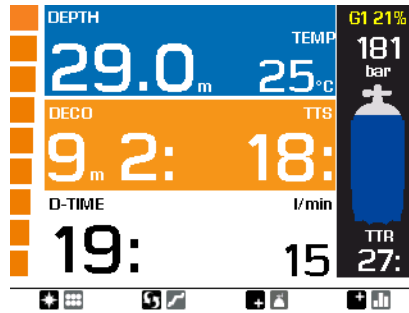 DEPTH
TEMP
29.0m 25°C
DECO TTS
9m 2: 18:
D-TIME l/min
19: 15
G1 21%
181
bar
TTR
27: